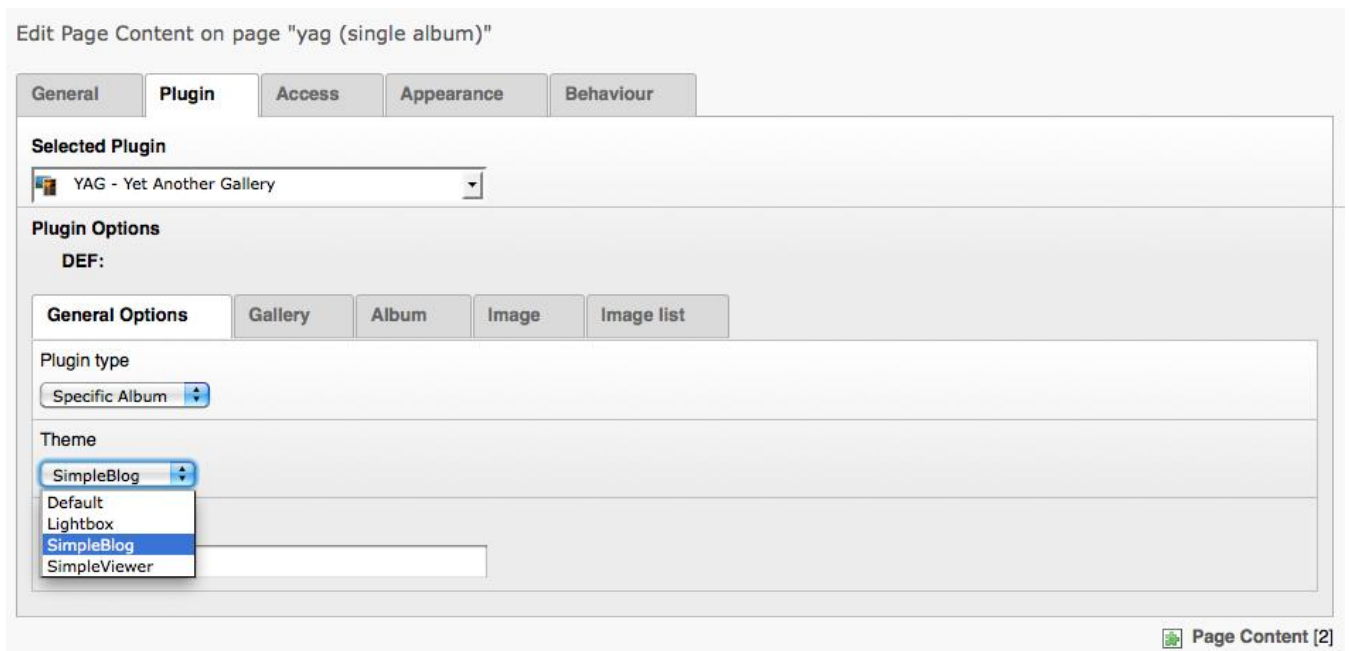 Edit Page Content on page "yag (single album)"
General Plugin Access Appearance Behaviour
Selected Plugin
YAG - Yet Another Gallery
Plugin Options
DEF:
General Options Gallery Album Image Image list
Plugin type
Specific Album
Theme
SimpleBlog
Default
Lightbox
SimpleBlog
SimpleViewer
Page Content [2]